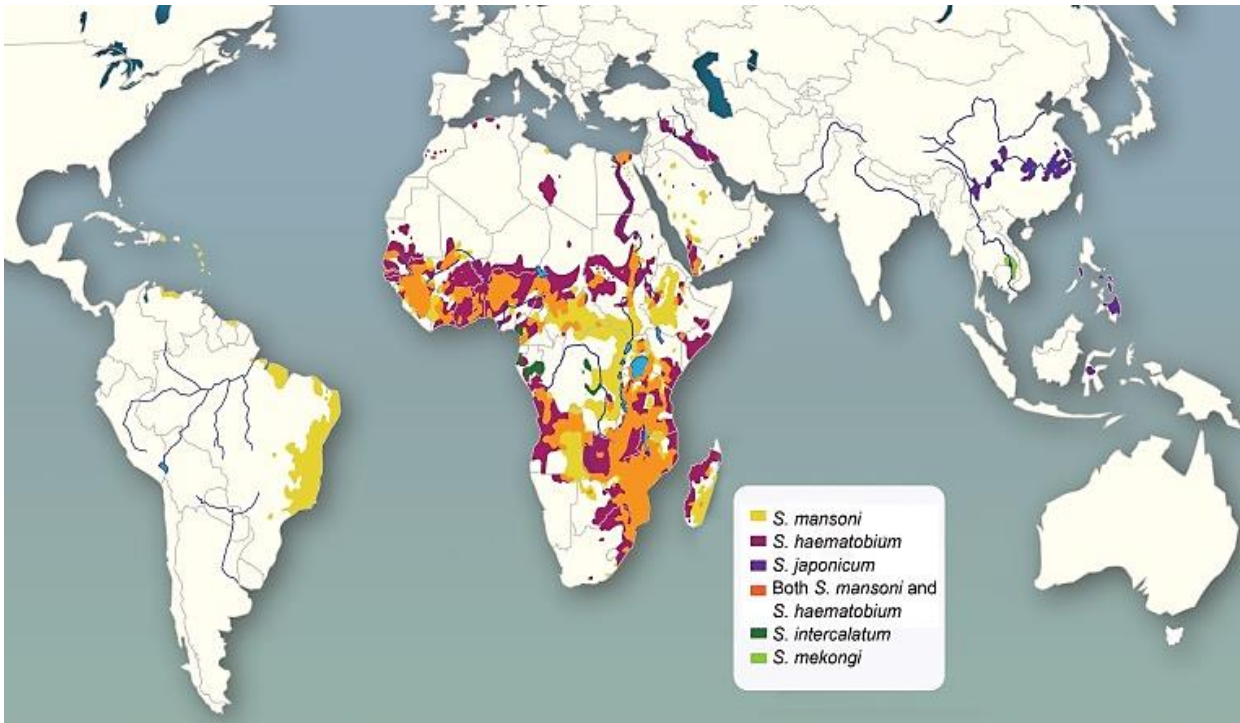 S. mansoni
S. haematobium
S. japonicum
Both S. mansoni and
S. haematobium
S. intercalatum
S. mekongi